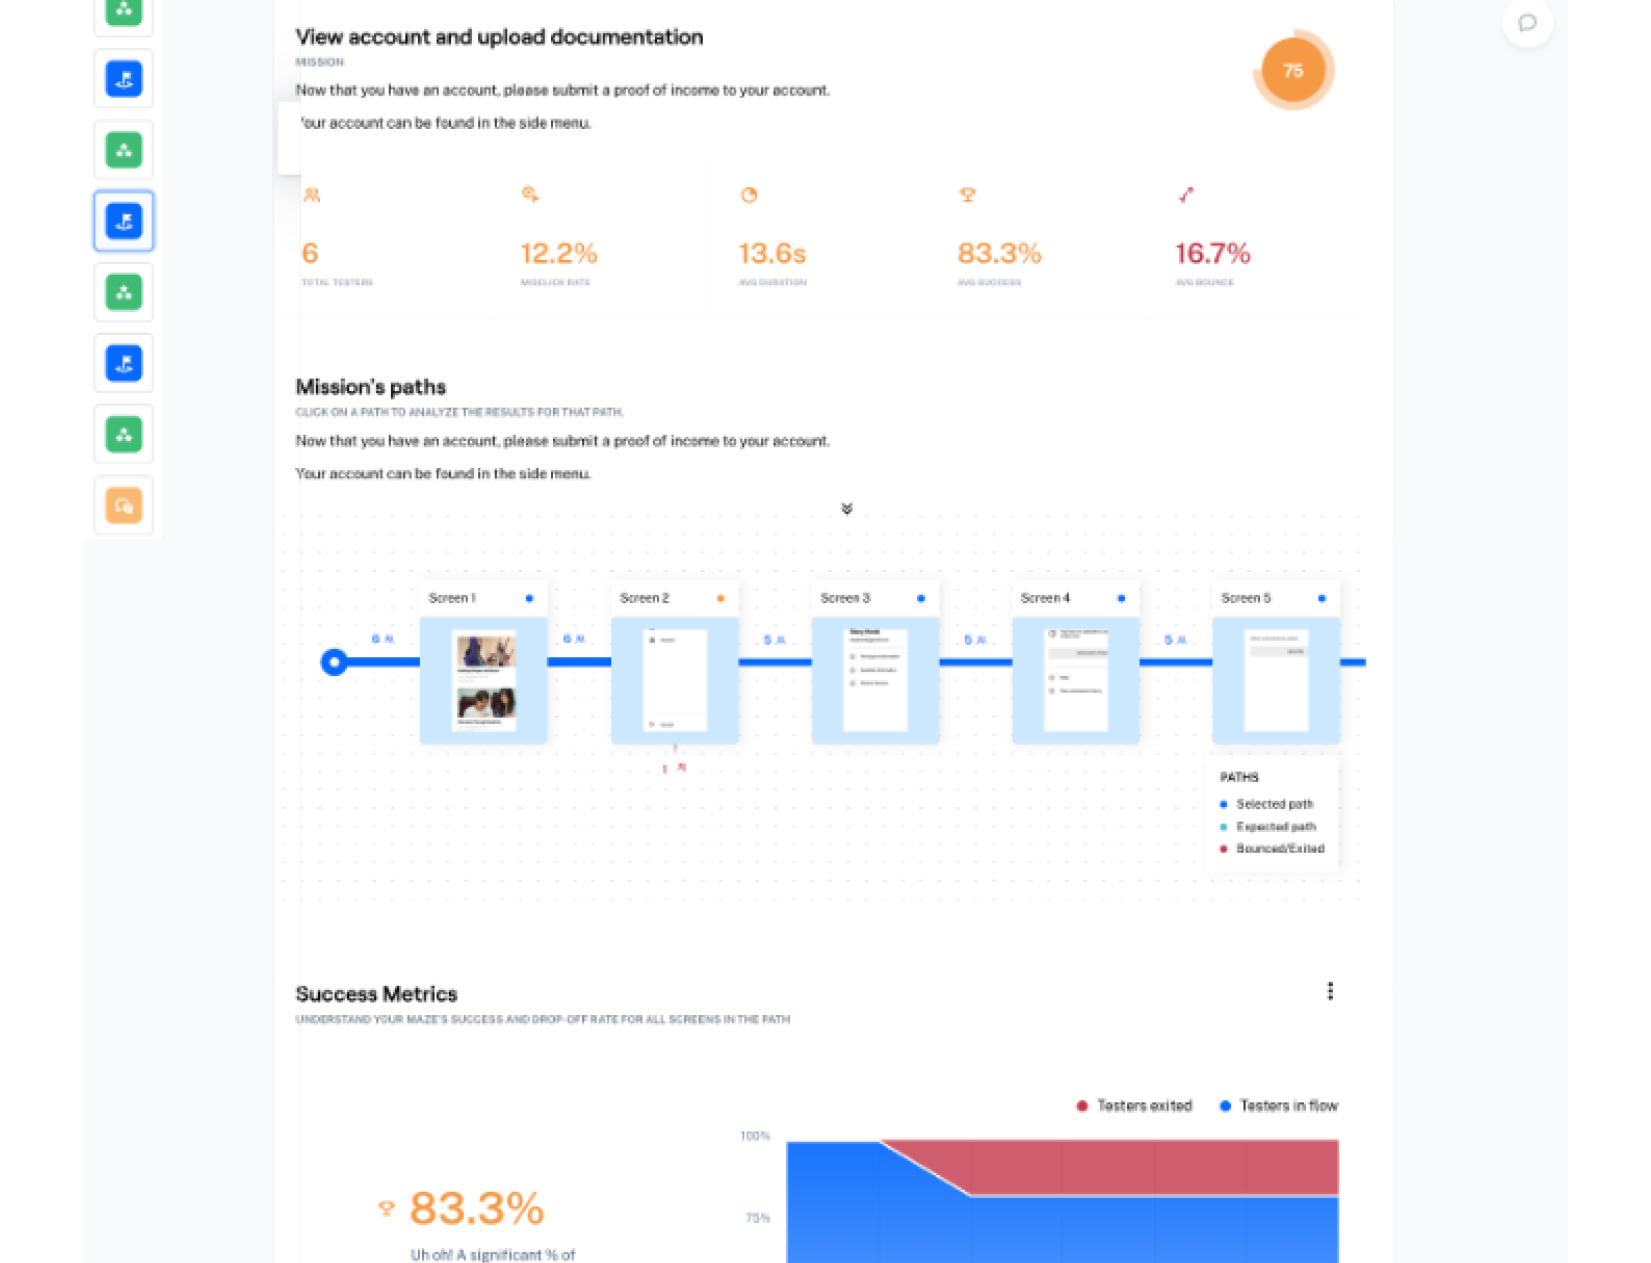 View account and upload documentation
MISSION
75
Now that you have an account, please submit a proof of income to your account.
our account can be found in the side menu.
6
12.2%
13.6s
83.3%
16.7%
TOTAL TESTERS
MISCLICK RATE
AVG DURATION
AVG SUCCESS
AVG BOUNCE
Mission's paths
CLICK ON A PATH TO ANALYZE THE RESULTS FOR THAT PATH.
Now that you have an account, please submit a proof of income to your account.
Your account can be found in the side menu.
Screen 1
Screen 2
Screen 3
Screen 4
Screen 5
6
6
5
5
5
1
PATHS
Selected path
Expected path
Bounced/Exited
Success Metrics
UNDERSTAND YOUR MAZE'S SUCCESS AND DROP-OFF RATE FOR ALL SCREENS IN THE PATH
Testers exited
Testers in flow
100%
75%
83.3%
Uh oh! A significant % of